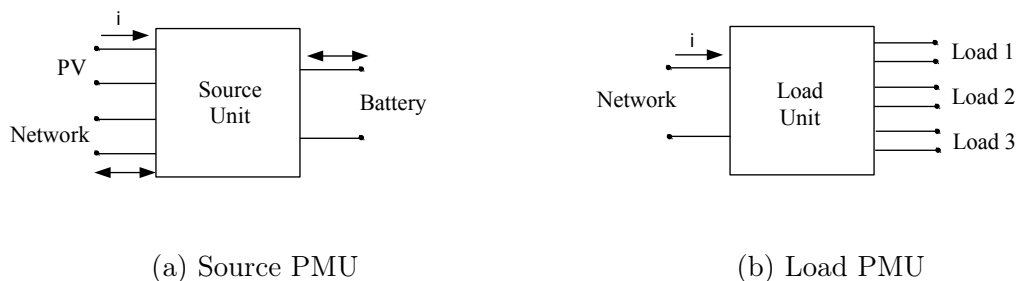 i
PV
Network
Source
Unit
Battery
(a) Source PMU
i
Network
Load
Unit
Load 1
Load 2
Load 3
(b) Load PMU